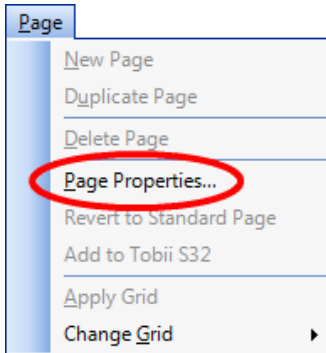 Page
New Page
Duplicate Page
Delete Page
Page Properties...
Revert to Standard Page
Add to Tobii S32
Apply Grid
Change Grid